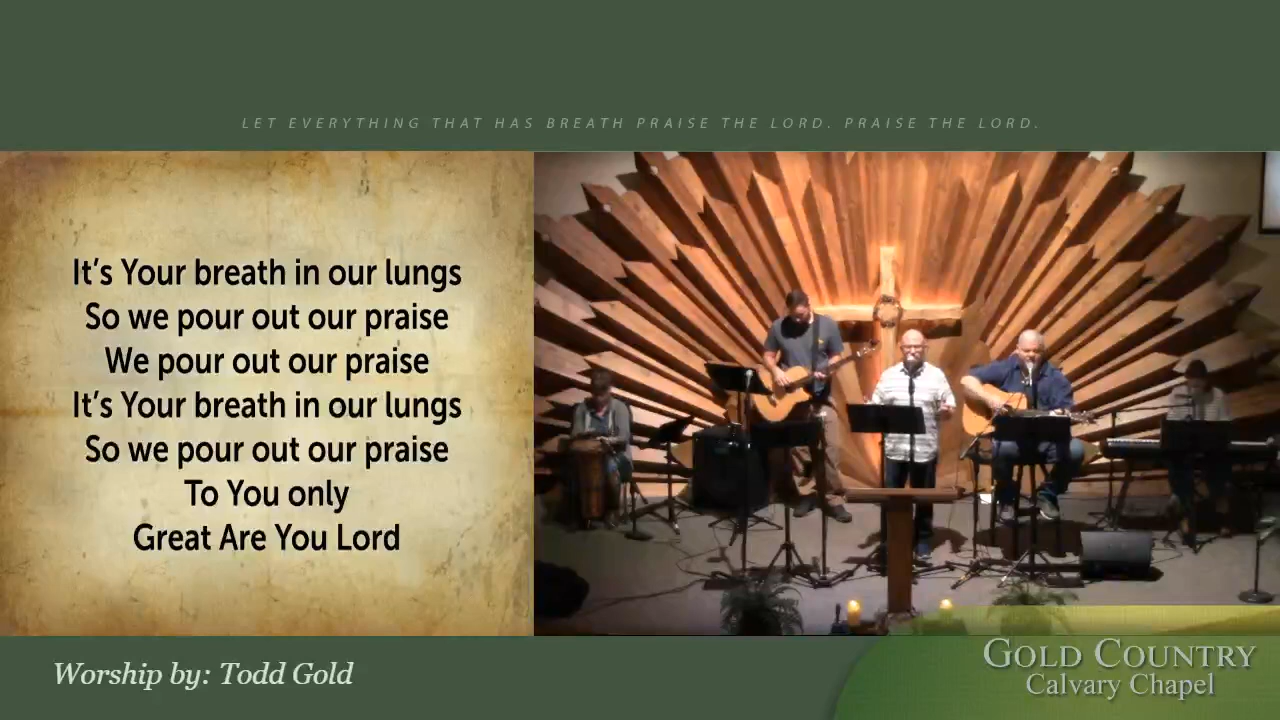 LET EVERYTHING THAT HAS BREATH PRAISE THE LORD. PRAISE THE LORD.
It's Your breath in our lungs
So we pour out our praise
We pour out our praise
It's Your breath in our lungs
So we pour out our praise
To You only
Great Are You Lord
Worship by: Todd Gold
GOLD COUNTRY
Calvary Chapel